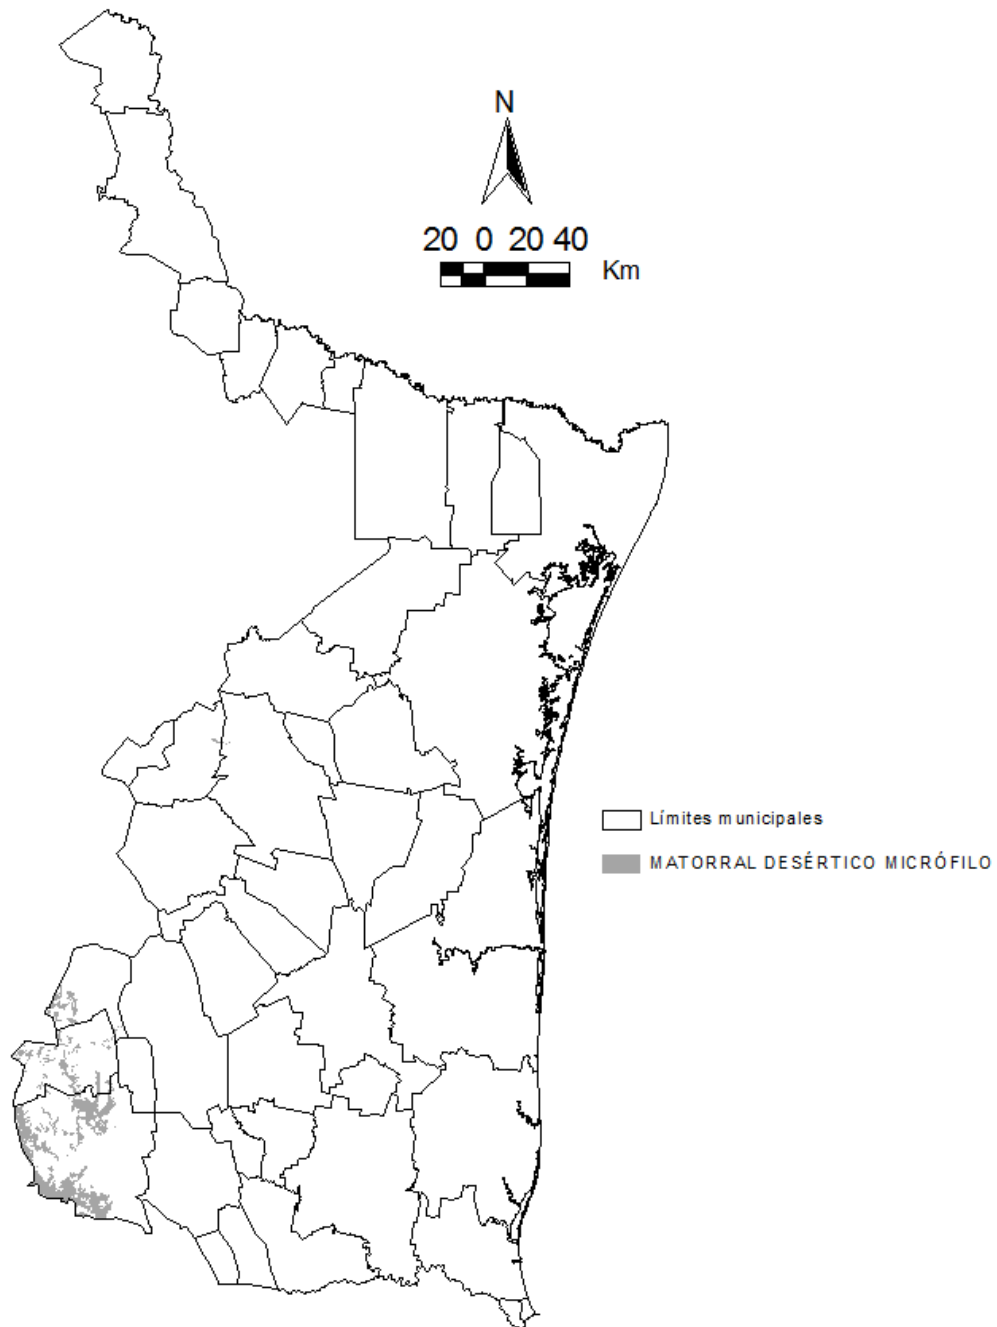 N
20 0 20 40
Km
Límites municipales
MATORRAL DESÉRTICO MICRÓFILO